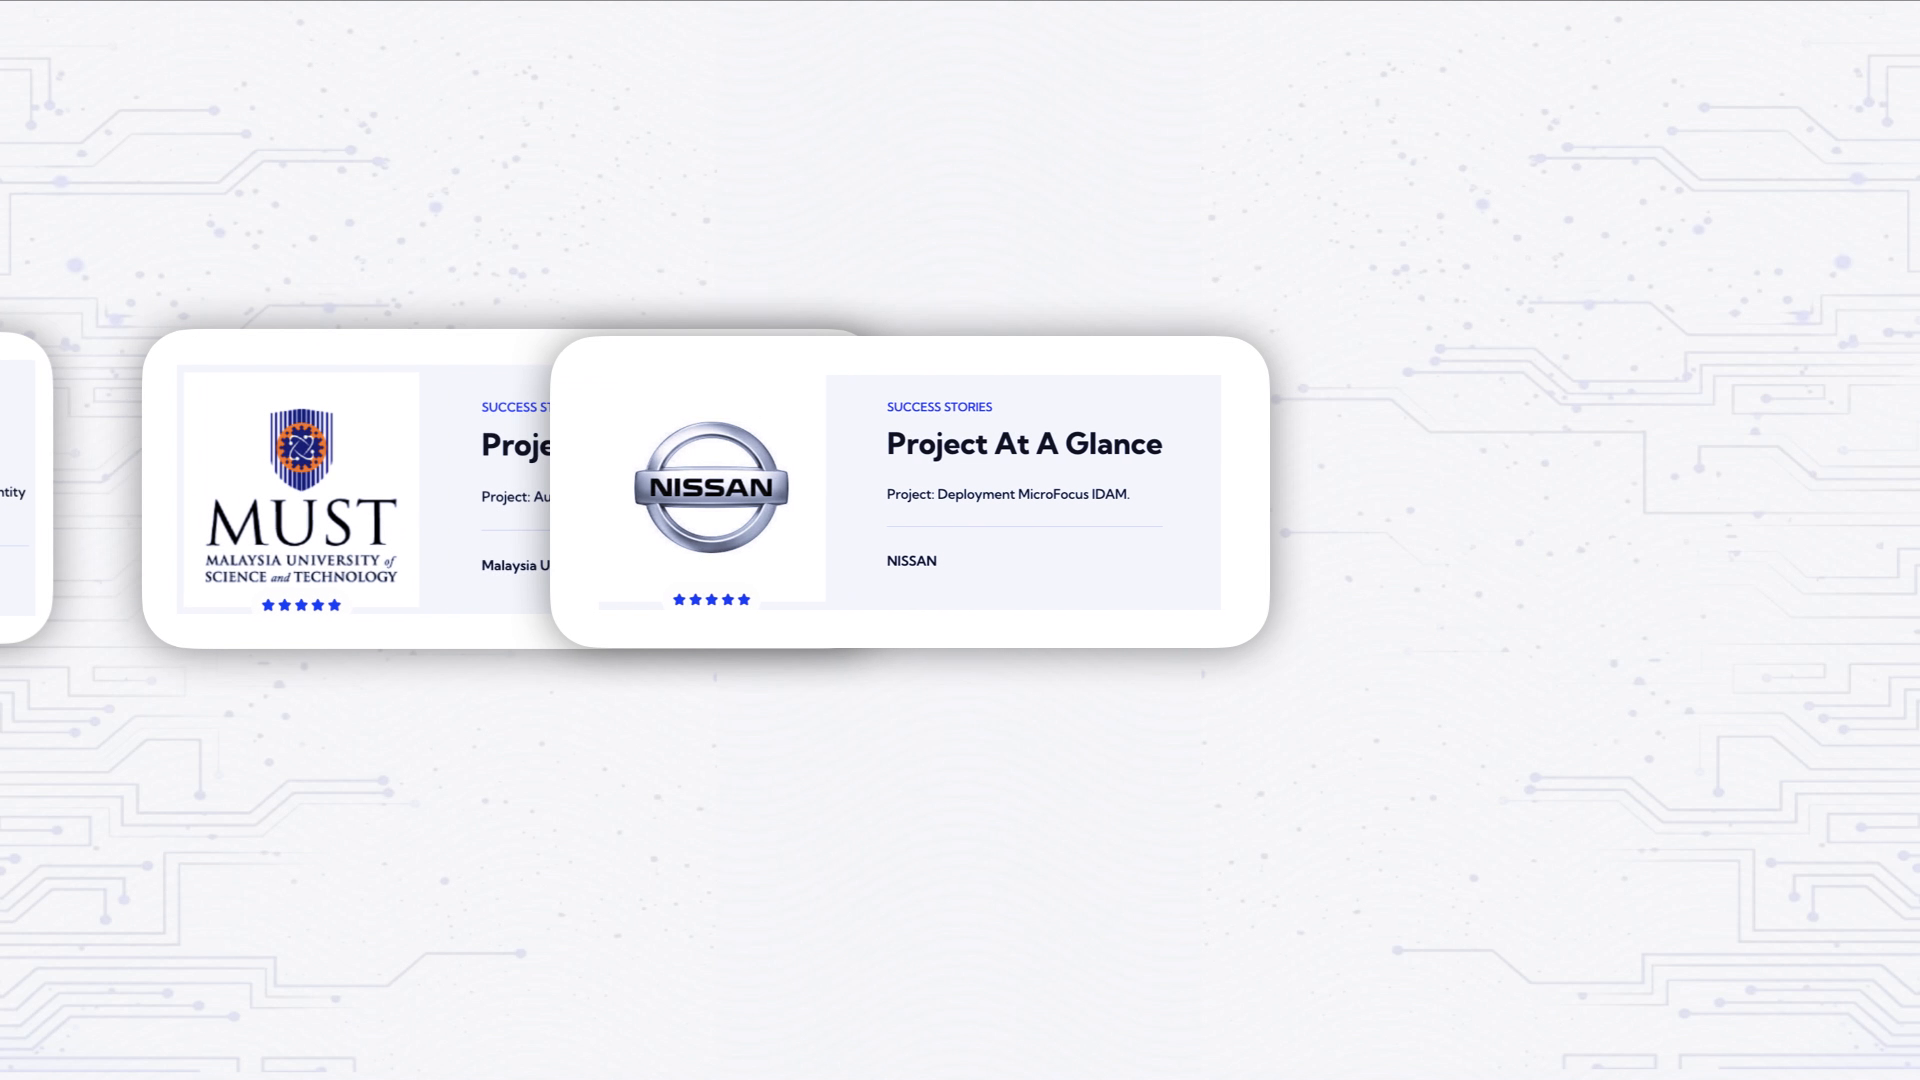 ntity
MUST
MALAYSIA UNIVERSITY of
SCIENCE and TECHNOLOGY
SUCCESS ST
Proje
Project: Au
Malaysia U
NISSAN
SUCCESS STORIES
Project At A Glance
Project: Deployment MicroFocus IDAM.
NISSAN